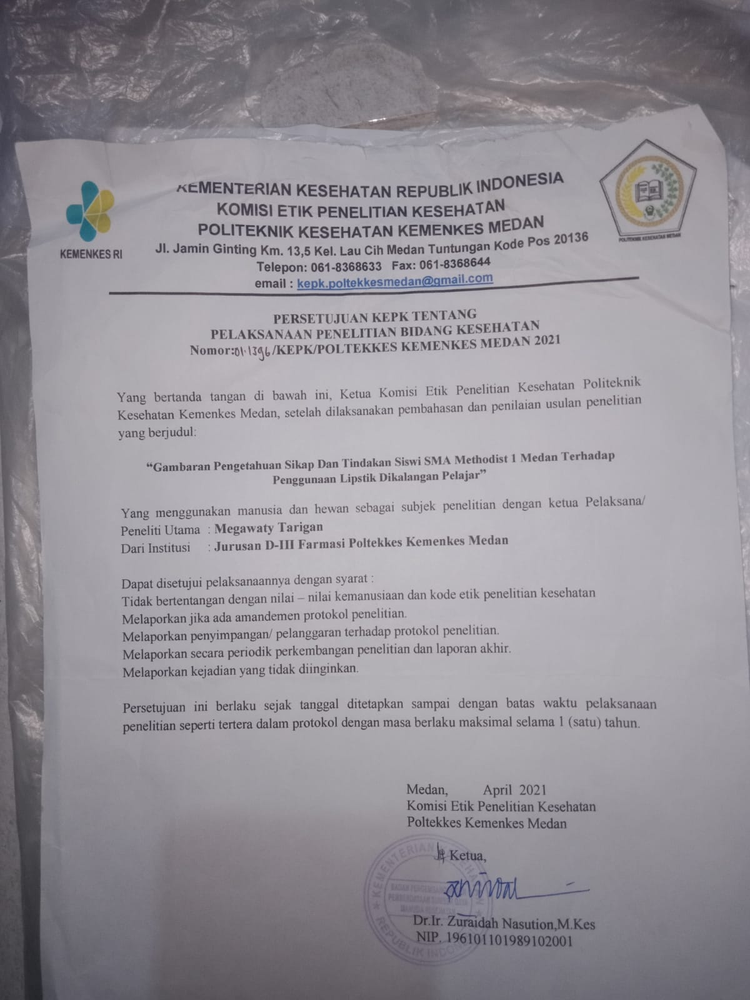 KEMENTERIAN KESEHATAN REPUBLIK INDONESIA
KOMISI ETIK PENELITIAN KESEHATAN
POLITEKNIK KESEHATAN KEMENKES MEDAN
Jl. Jamin Ginting Km. 13,5 Kel. Lau Cih Medan Tuntungan Kode Pos 20136
Telepon: 061-8368633 Fax: 061-8368644
email : kepk.poltekkesmedan@gmail.com
KEMENKES RI
POLITEKNIK KESEHATAN MEDAN
PERSETUJUAN KEPK TENTANG
PELAKSANAAN PENELITIAN BIDANG KESEHATAN
Nomor:01.1396/KEPK/POLTEKKES KEMENKES MEDAN 2021
Yang bertanda tangan di bawah ini, Ketua Komisi Etik Penelitian Kesehatan Politeknik
Kesehatan Kemenkes Medan, setelah dilaksanakan pembahasan dan penilaian usulan penelitian
yang berjudul:
“Gambaran Pengetahuan Sikap Dan Tindakan Siswi SMA Methodist 1 Medan Terhadap
Penggunaan Lipstik Dikalangan Pelajar”
Yang menggunakan manusia dan hewan sebagai subjek penelitian dengan ketua Pelaksana/
Peneliti Utama : Megawaty Tarigan
Dari Institusi : Jurusan D-III Farmasi Poltekkes Kemenkes Medan
Dapat disetujui pelaksanaannya dengan syarat :
Tidak bertentangan dengan nilai – nilai kemanusiaan dan kode etik penelitian kesehatan
Melaporkan jika ada amandemen protokol penelitian.
Melaporkan penyimpangan/ pelanggaran terhadap protokol penelitian.
Melaporkan secara periodik perkembangan penelitian dan laporan akhir.
Melaporkan kejadian yang tidak diinginkan.
Persetujuan ini berlaku sejak tanggal ditetapkan sampai dengan batas waktu pelaksanaan
penelitian seperti tertera dalam protokol dengan masa berlaku maksimal selama 1 (satu) tahun.
Medan, April 2021
Komisi Etik Penelitian Kesehatan
Poltekkes Kemenkes Medan
Ketua,
KEMENTERIAN KESEHATAN
REPUBLIK INDONESIA
Dr.Ir. Zuraidah Nasution,M.Kes
NIP. 196101101989102001